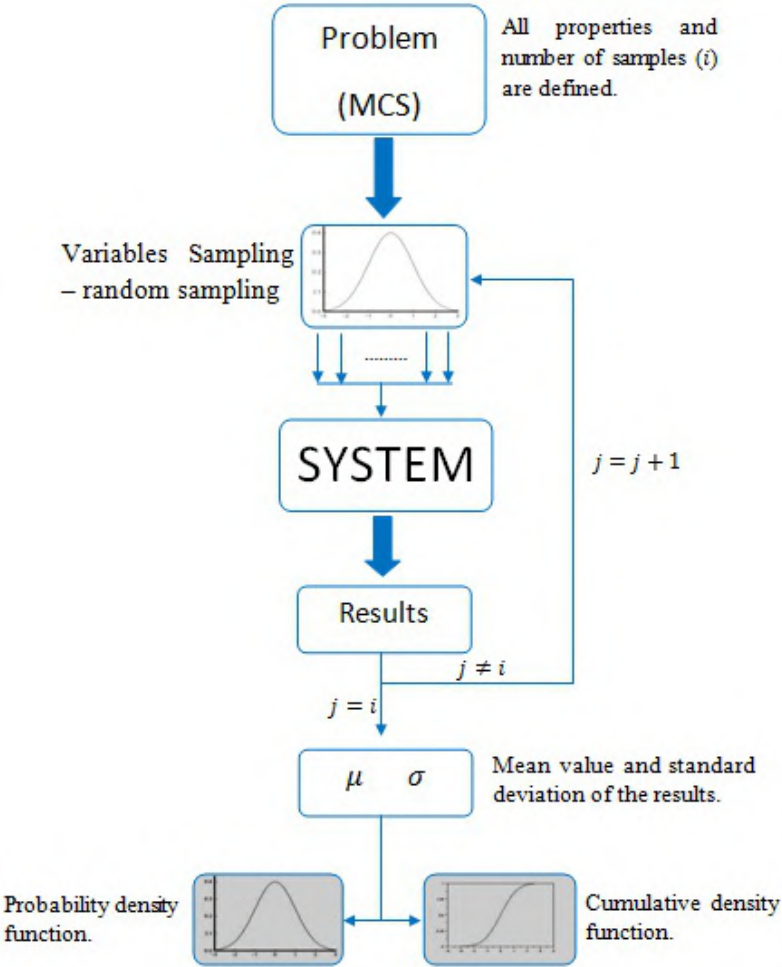 Problem
(MCS)
All properties and
number of samples (i)
are defined.
Variables Sampling
– random sampling
.........
SYSTEM
j = j + 1
Results
j ≠ i
j = i
μ σ
Mean value and standard
deviation of the results.
Probability density
function.
Cumulative density
function.